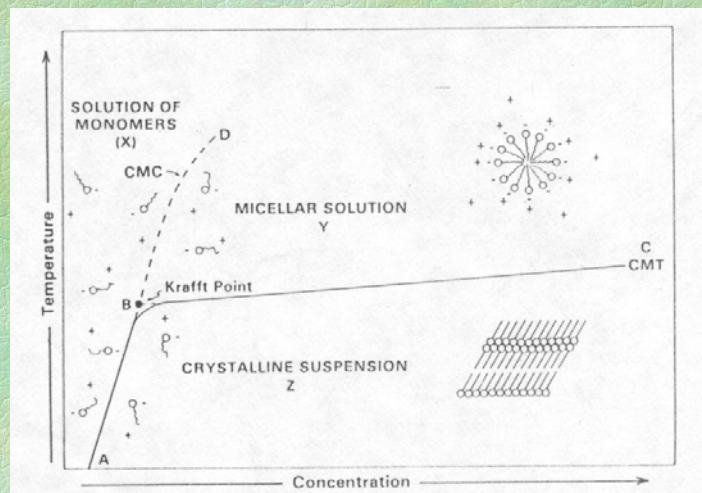 SOLUTION OF
MONOMERS
(X)
D
CMC
MICELLAR SOLUTION
Y
C
CMT
Temperature
B
Krafft Point
CRYSTALLINE SUSPENSION
Z
A
Concentration